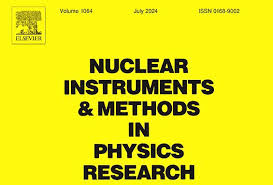 ELSEVIER
Volume 1064
July 2024
ISSN 0168-9002
NUCLEAR
INSTRUMENTS
& METHODS
IN
PHYSICS
RESEARCH